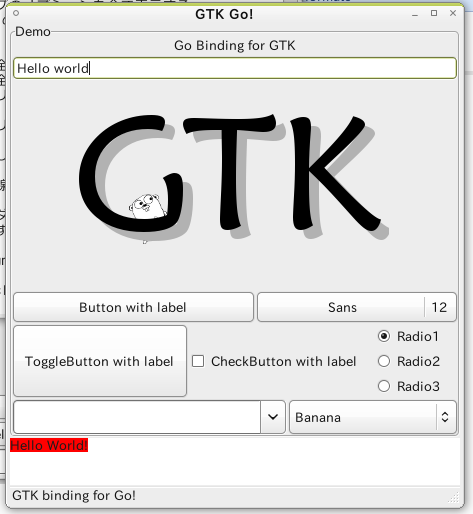 GTK Go!
Demo
Go Binding for GTK
Hello world
GTK
Button with label
Sans 12
ToggleButton with label
CheckButton with label
Radio1
Radio2
Radio3
Banana
Hello World!
GTK binding for Go!